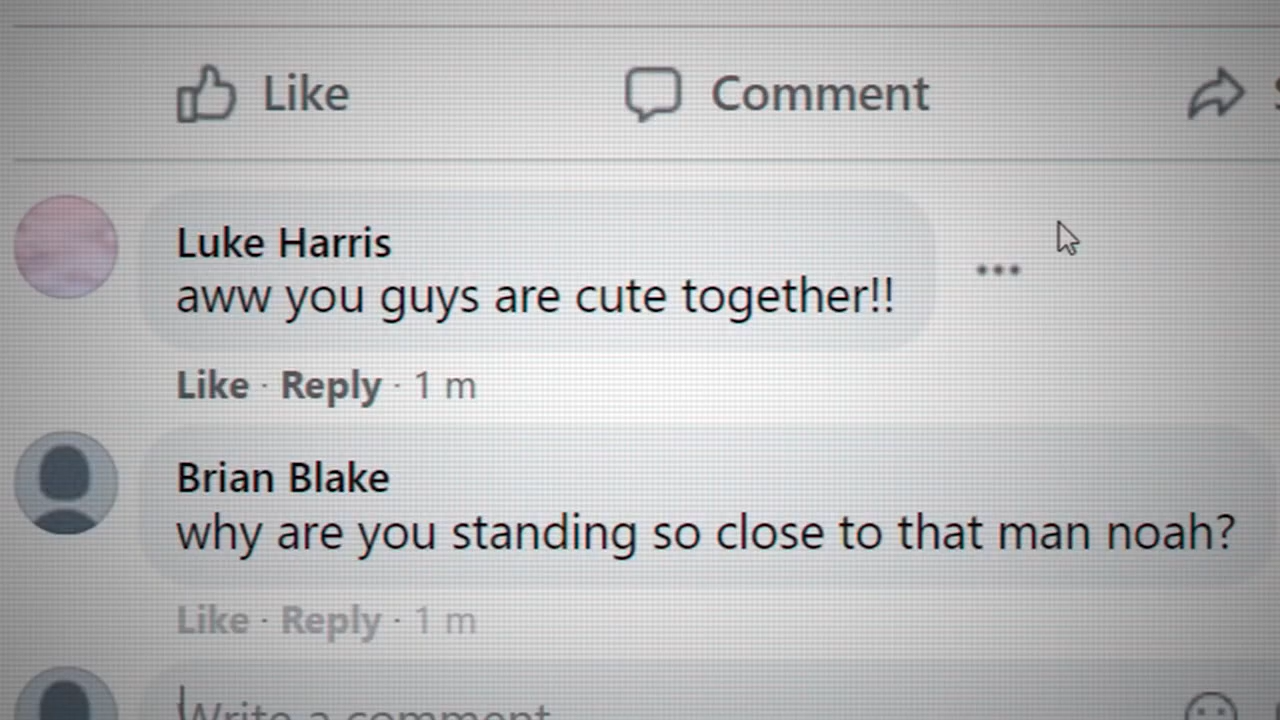 Like Comment
Luke Harris
aww you guys are cute together!!
Like · Reply · 1 m
Brian Blake
why are you standing so close to that man noah?
Like · Reply · 1 m
Write a comment